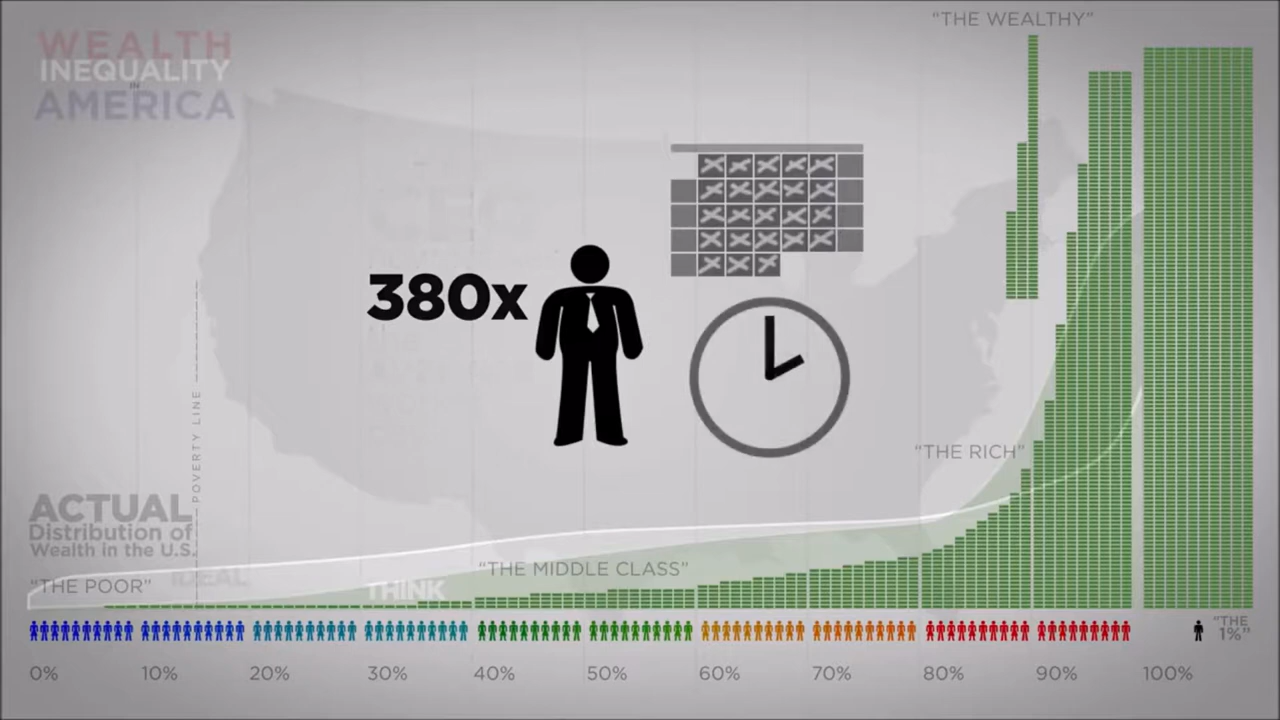 "THE WEALTHY"
WEALTH
INEQUALITY
IN
AMERICA
CEO
380x
POVERTY LINE
"THE RICH"
ACTUAL
Distribution of
Wealth in the U.S.
"THE MIDDLE CLASS"
"THE POOR"
IDEAL
THINK
"THE
1%"
0%
10%
20%
30%
40%
50%
60%
70%
80%
90%
100%